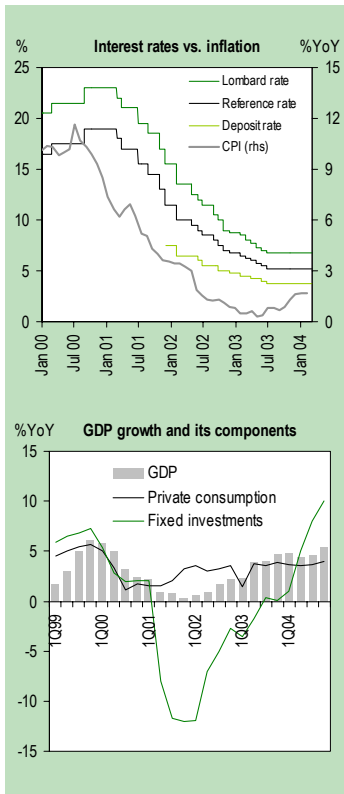 % Interest rates vs. inflation %YoY
25 15
Lombard rate
Reference rate
20 12
Deposit rate
CPI (rhs)
15 9
10 6
5 3
0 0
Jan 00 Jul 00 Jan 01 Jul 01 Jan 02 Jul 02 Jan 03 Jul 03 Jan 04
%YoY GDP growth and its components
15
GDP
10
Private consumption
Fixed investments
5
0
1Q99 1Q00 1Q01 1Q02 1Q03 1Q04
-5
-10
-15